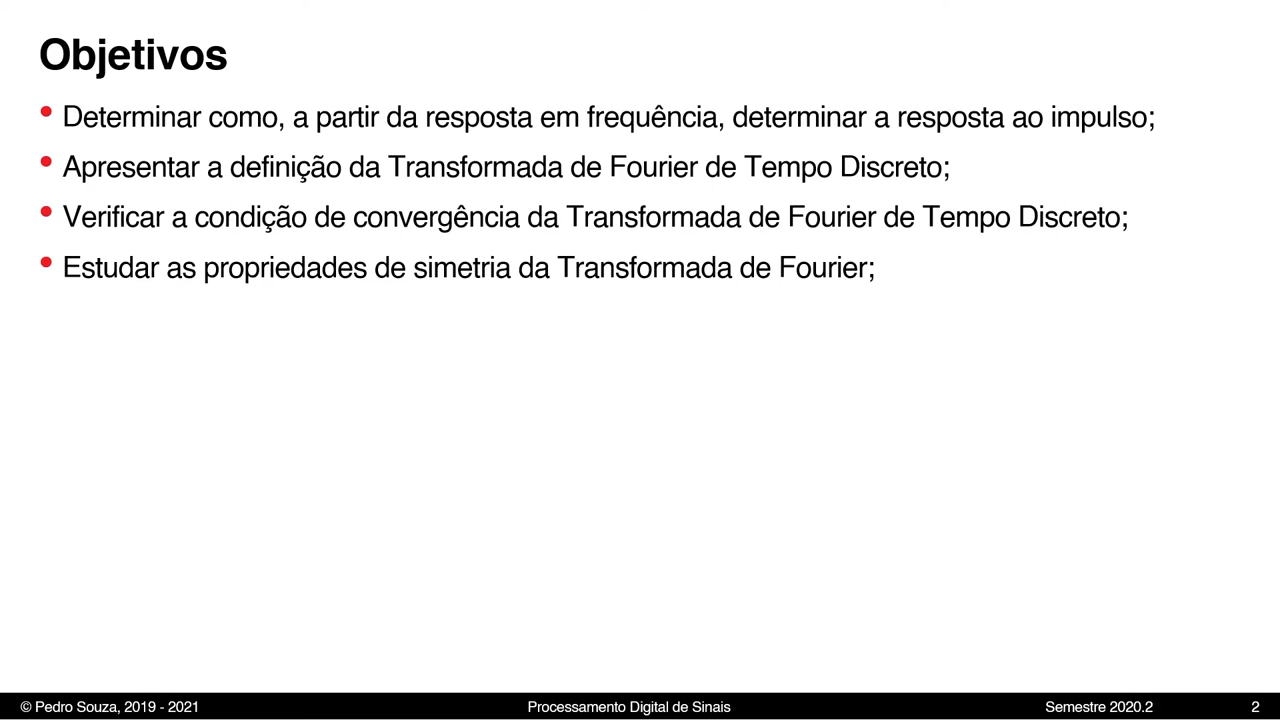 Objetivos
• Determinar como, a partir da resposta em frequência, determinar a resposta ao impulso;
• Apresentar a definição da Transformada de Fourier de Tempo Discreto;
• Verificar a condição de convergência da Transformada de Fourier de Tempo Discreto;
• Estudar as propriedades de simetria da Transformada de Fourier;
© Pedro Souza, 2019 - 2021 Processamento Digital de Sinais Semestre 2020.2 2